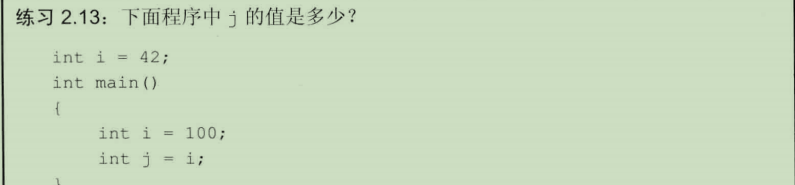 练习 2.13：下面程序中 j 的值是多少？
int i = 42;
int main()
{
int i = 100;
int j = i;
}